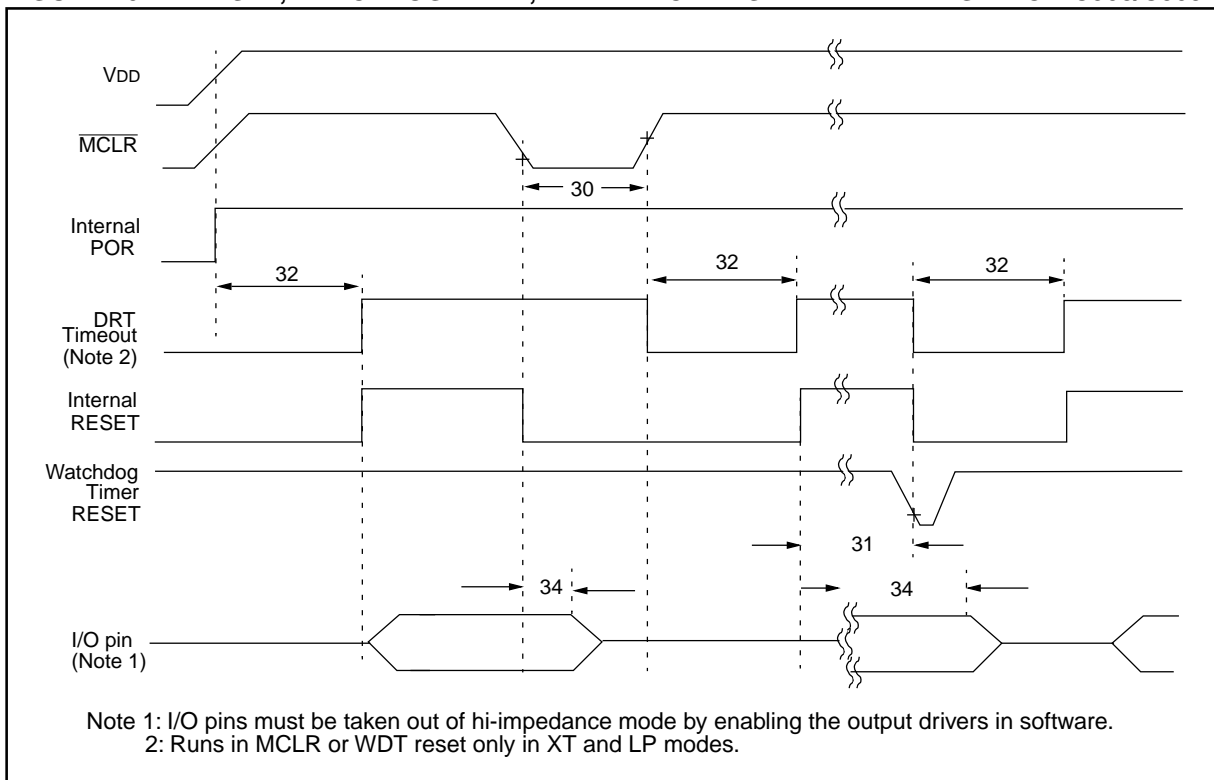 VDD
MCLR
30
Internal
POR
32
32
32
DRT
Timeout
(Note 2)
Internal
RESET
Watchdog
Timer
RESET
31
34
34
I/O pin
(Note 1)
Note 1: I/O pins must be taken out of hi-impedance mode by enabling the output drivers in software.
2: Runs in MCLR or WDT reset only in XT and LP modes.